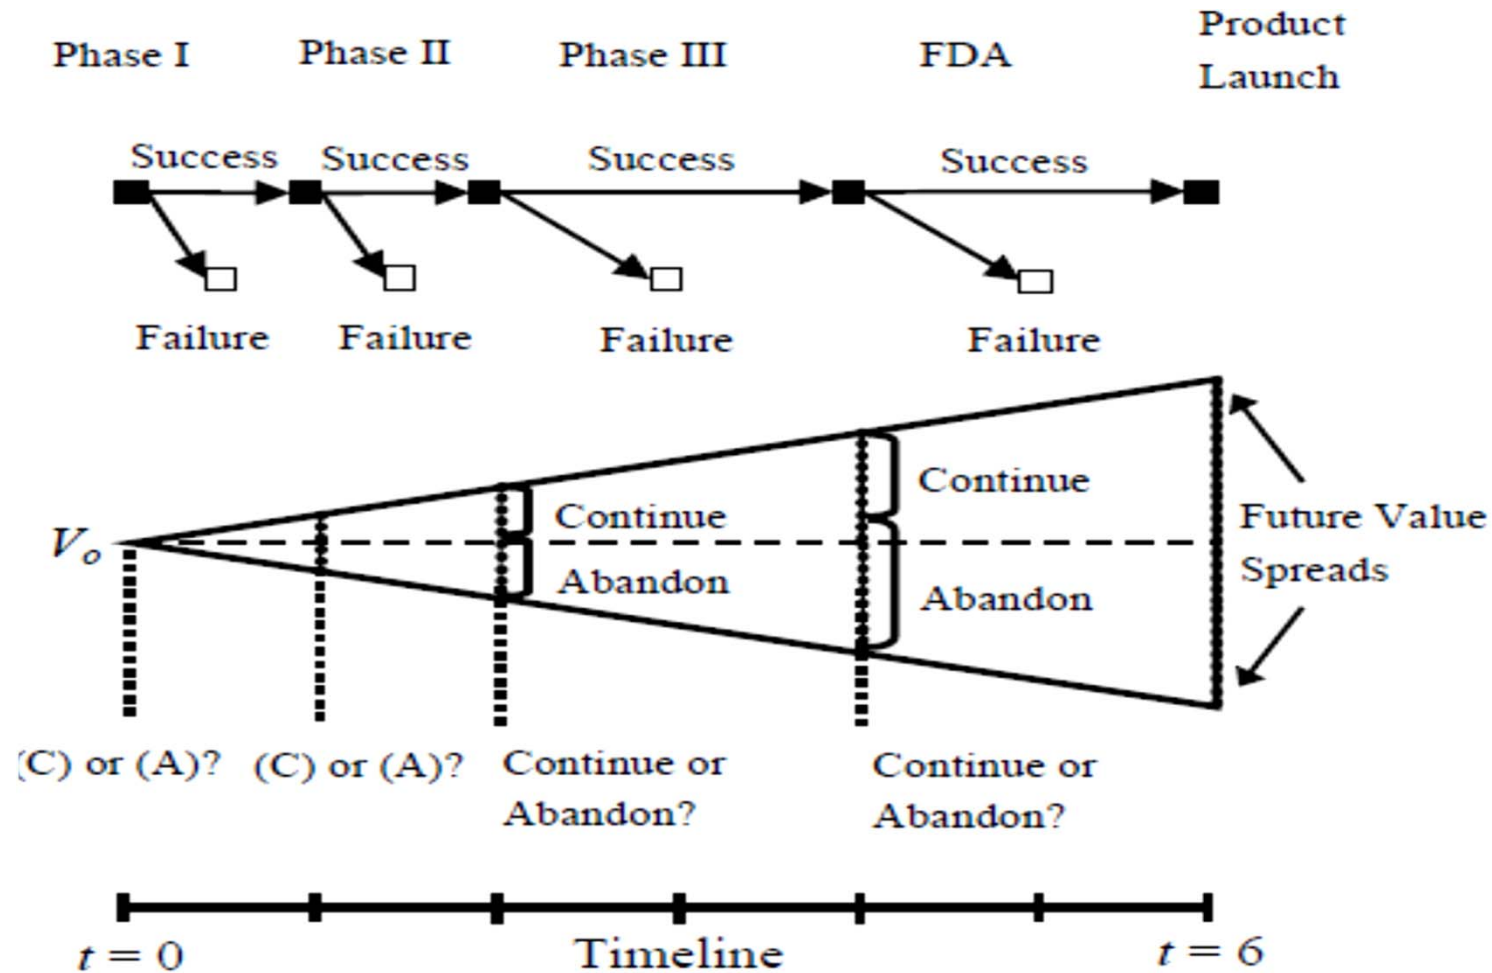 Phase I
Phase II
Phase III
FDA
Product
Launch
Success
Success
Success
Success
Failure
Failure
Failure
Failure
Continue
Continue
V₀
Future Value
Spreads
Abandon
Abandon
(C) or (A)?
(C) or (A)?
Continue or
Abandon?
Continue or
Abandon?
t = 0
Timeline
t = 6